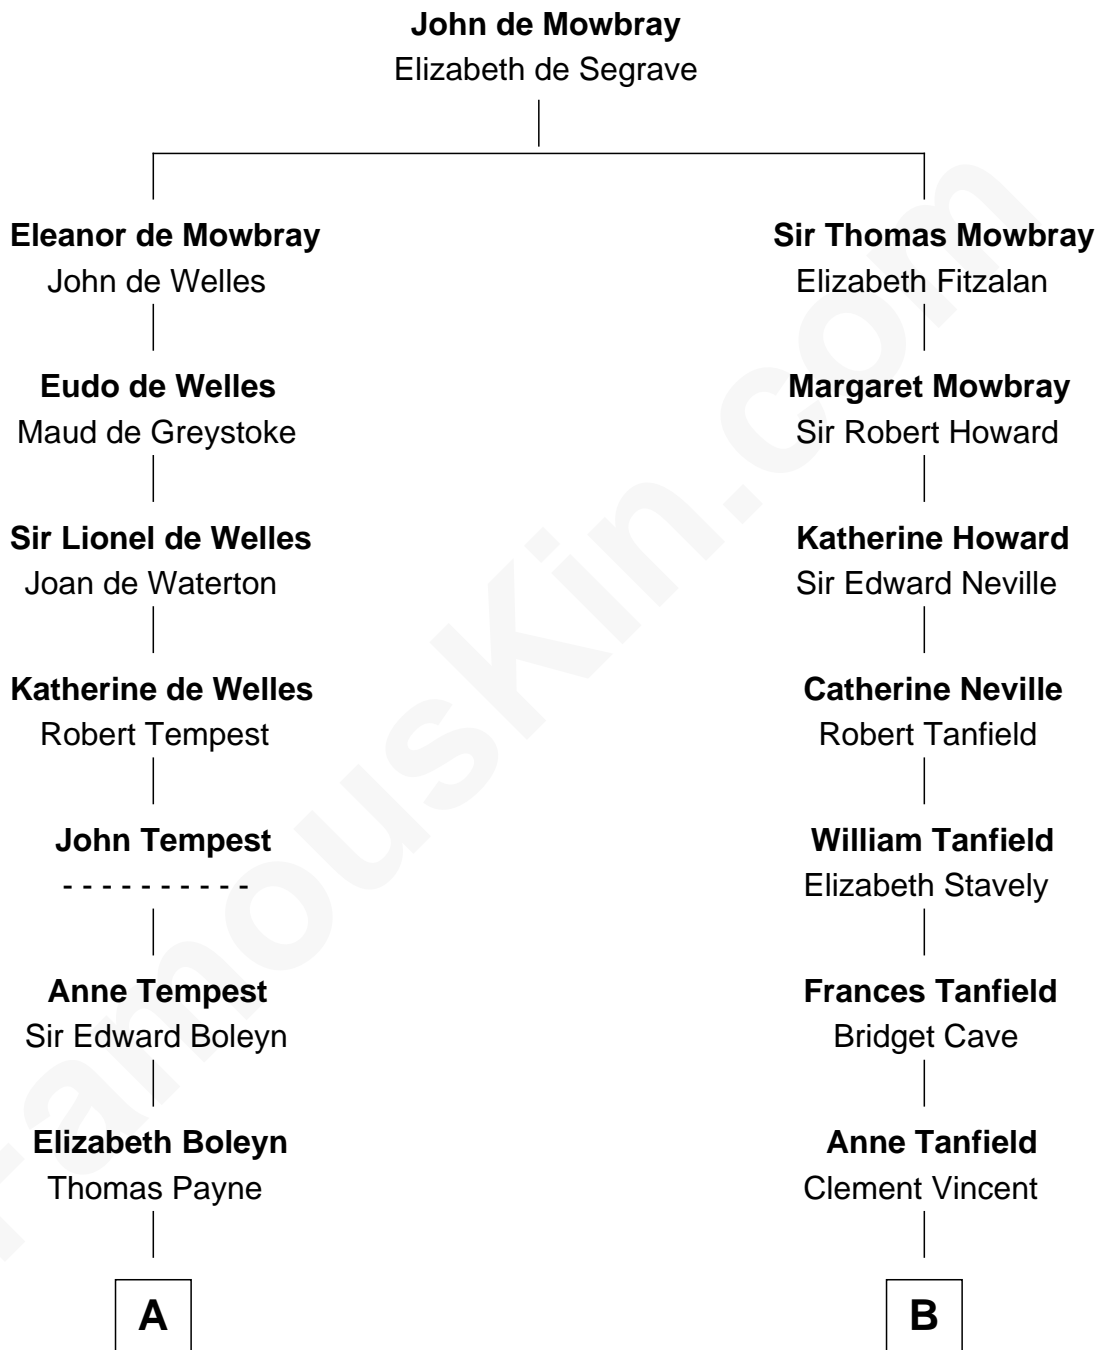 John de Mowbray
Elizabeth de Segrave
Eleanor de Mowbray
John de Welles
Eudo de Welles
Maud de Greystoke
Sir Lionel de Welles
Joan de Waterton
Katherine de Welles
Robert Tempest
John Tempest
- - - - - - - - - -
Anne Tempest
Sir Edward Boleyn
Elizabeth Boleyn
Thomas Payne
A
Sir Thomas Mowbray
Elizabeth Fitzalan
Margaret Mowbray
Sir Robert Howard
Katherine Howard
Sir Edward Neville
Catherine Neville
Robert Tanfield
William Tanfield
Elizabeth Stavely
Frances Tanfield
Bridget Cave
Anne Tanfield
Clement Vincent
B
FamousKin.com